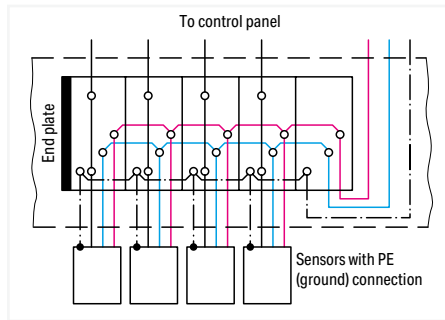 To control panel
End plate
Sensors with PE
(ground) connection